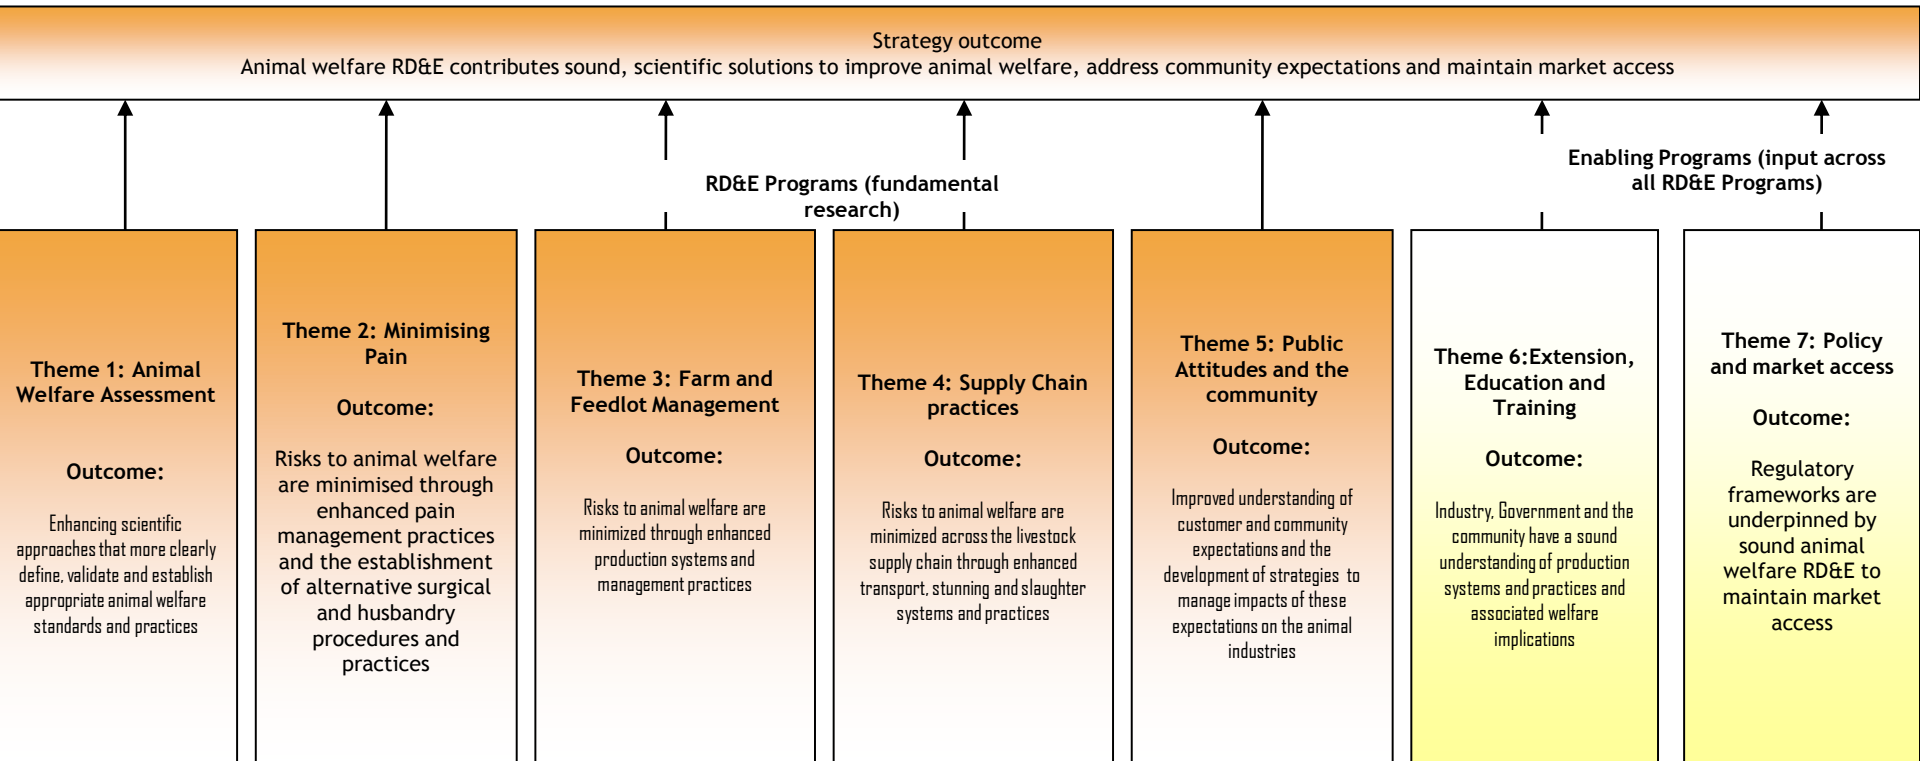 Strategy outcome
Animal welfare RD&E contributes sound, scientific solutions to improve animal welfare, address community expectations and maintain market access
RD&E Programs (fundamental
research)
Enabling Programs (input across
all RD&E Programs)
Theme 1: Animal
Welfare Assessment
Outcome:
Enhancing scientific
approaches that more clearly
define, validate and establish
appropriate animal welfare
standards and practices
Theme 2: Minimising
Pain
Outcome:
Risks to animal welfare
are minimised through
enhanced pain
management practices
and the establishment
of alternative surgical
and husbandry
procedures and
practices
Theme 3: Farm and
Feedlot Management
Outcome:
Risks to animal welfare are
minimized through enhanced
production systems and
management practices
Theme 4: Supply Chain
practices
Outcome:
Risks to animal welfare are
minimized across the livestock
supply chain through enhanced
transport, stunning and slaughter
systems and practices
Theme 5: Public
Attitudes and the
community
Outcome:
Improved understanding of
customer and community
expectations and the
development of strategies to
manage impacts of these
expectations on the animal
industries
Theme 6:Extension,
Education and
Training
Outcome:
Industry, Government and the
community have a sound
understanding of production
systems and practices and
associated welfare
implications
Theme 7: Policy
and market access
Outcome:
Regulatory
frameworks are
underpinned by
sound animal
welfare RD&E to
maintain market
access